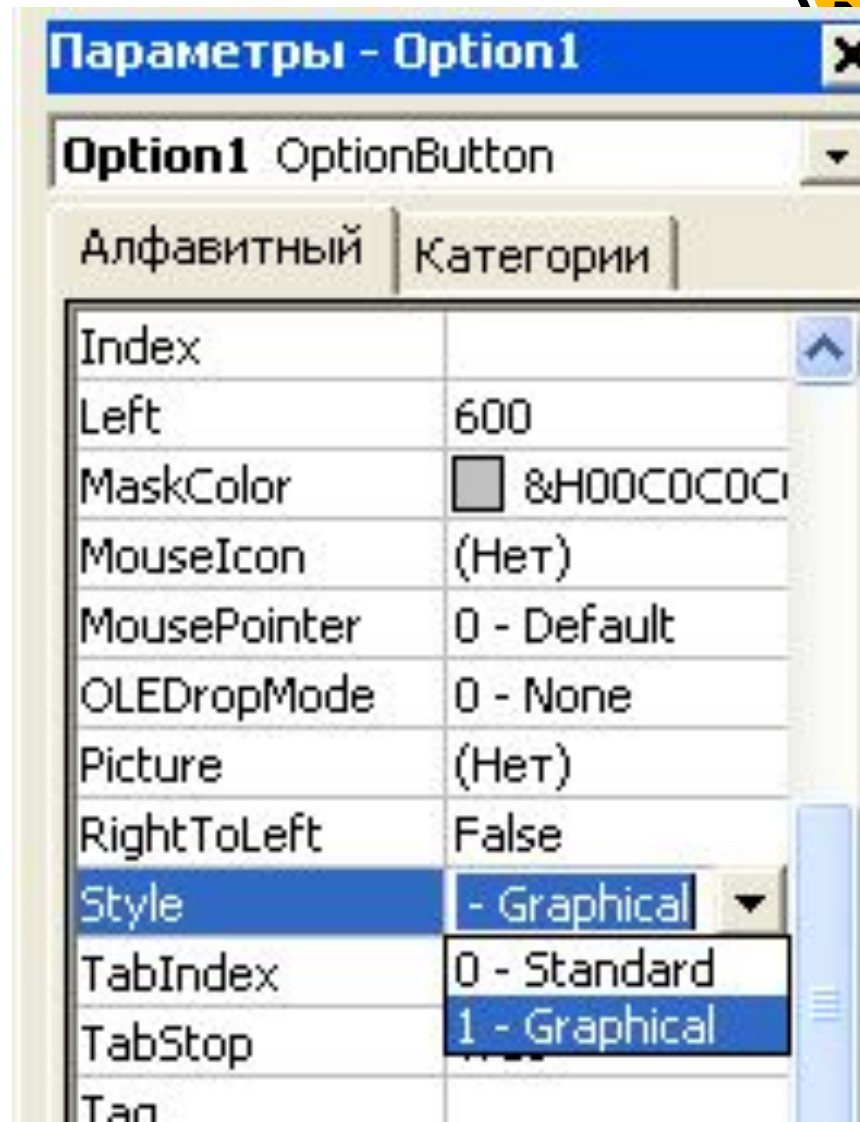 Параметры - Option1
Option1 OptionButton
Алфавитный Категории
Index
Left 600
MaskColor &H00C0C0C
MouseIcon (Нет)
MousePointer 0 - Default
OLEDropMode 0 - None
Picture (Нет)
RightToLeft False
Style - Graphical
TabIndex 0 - Standard
1 - Graphical
TabStop
Tag